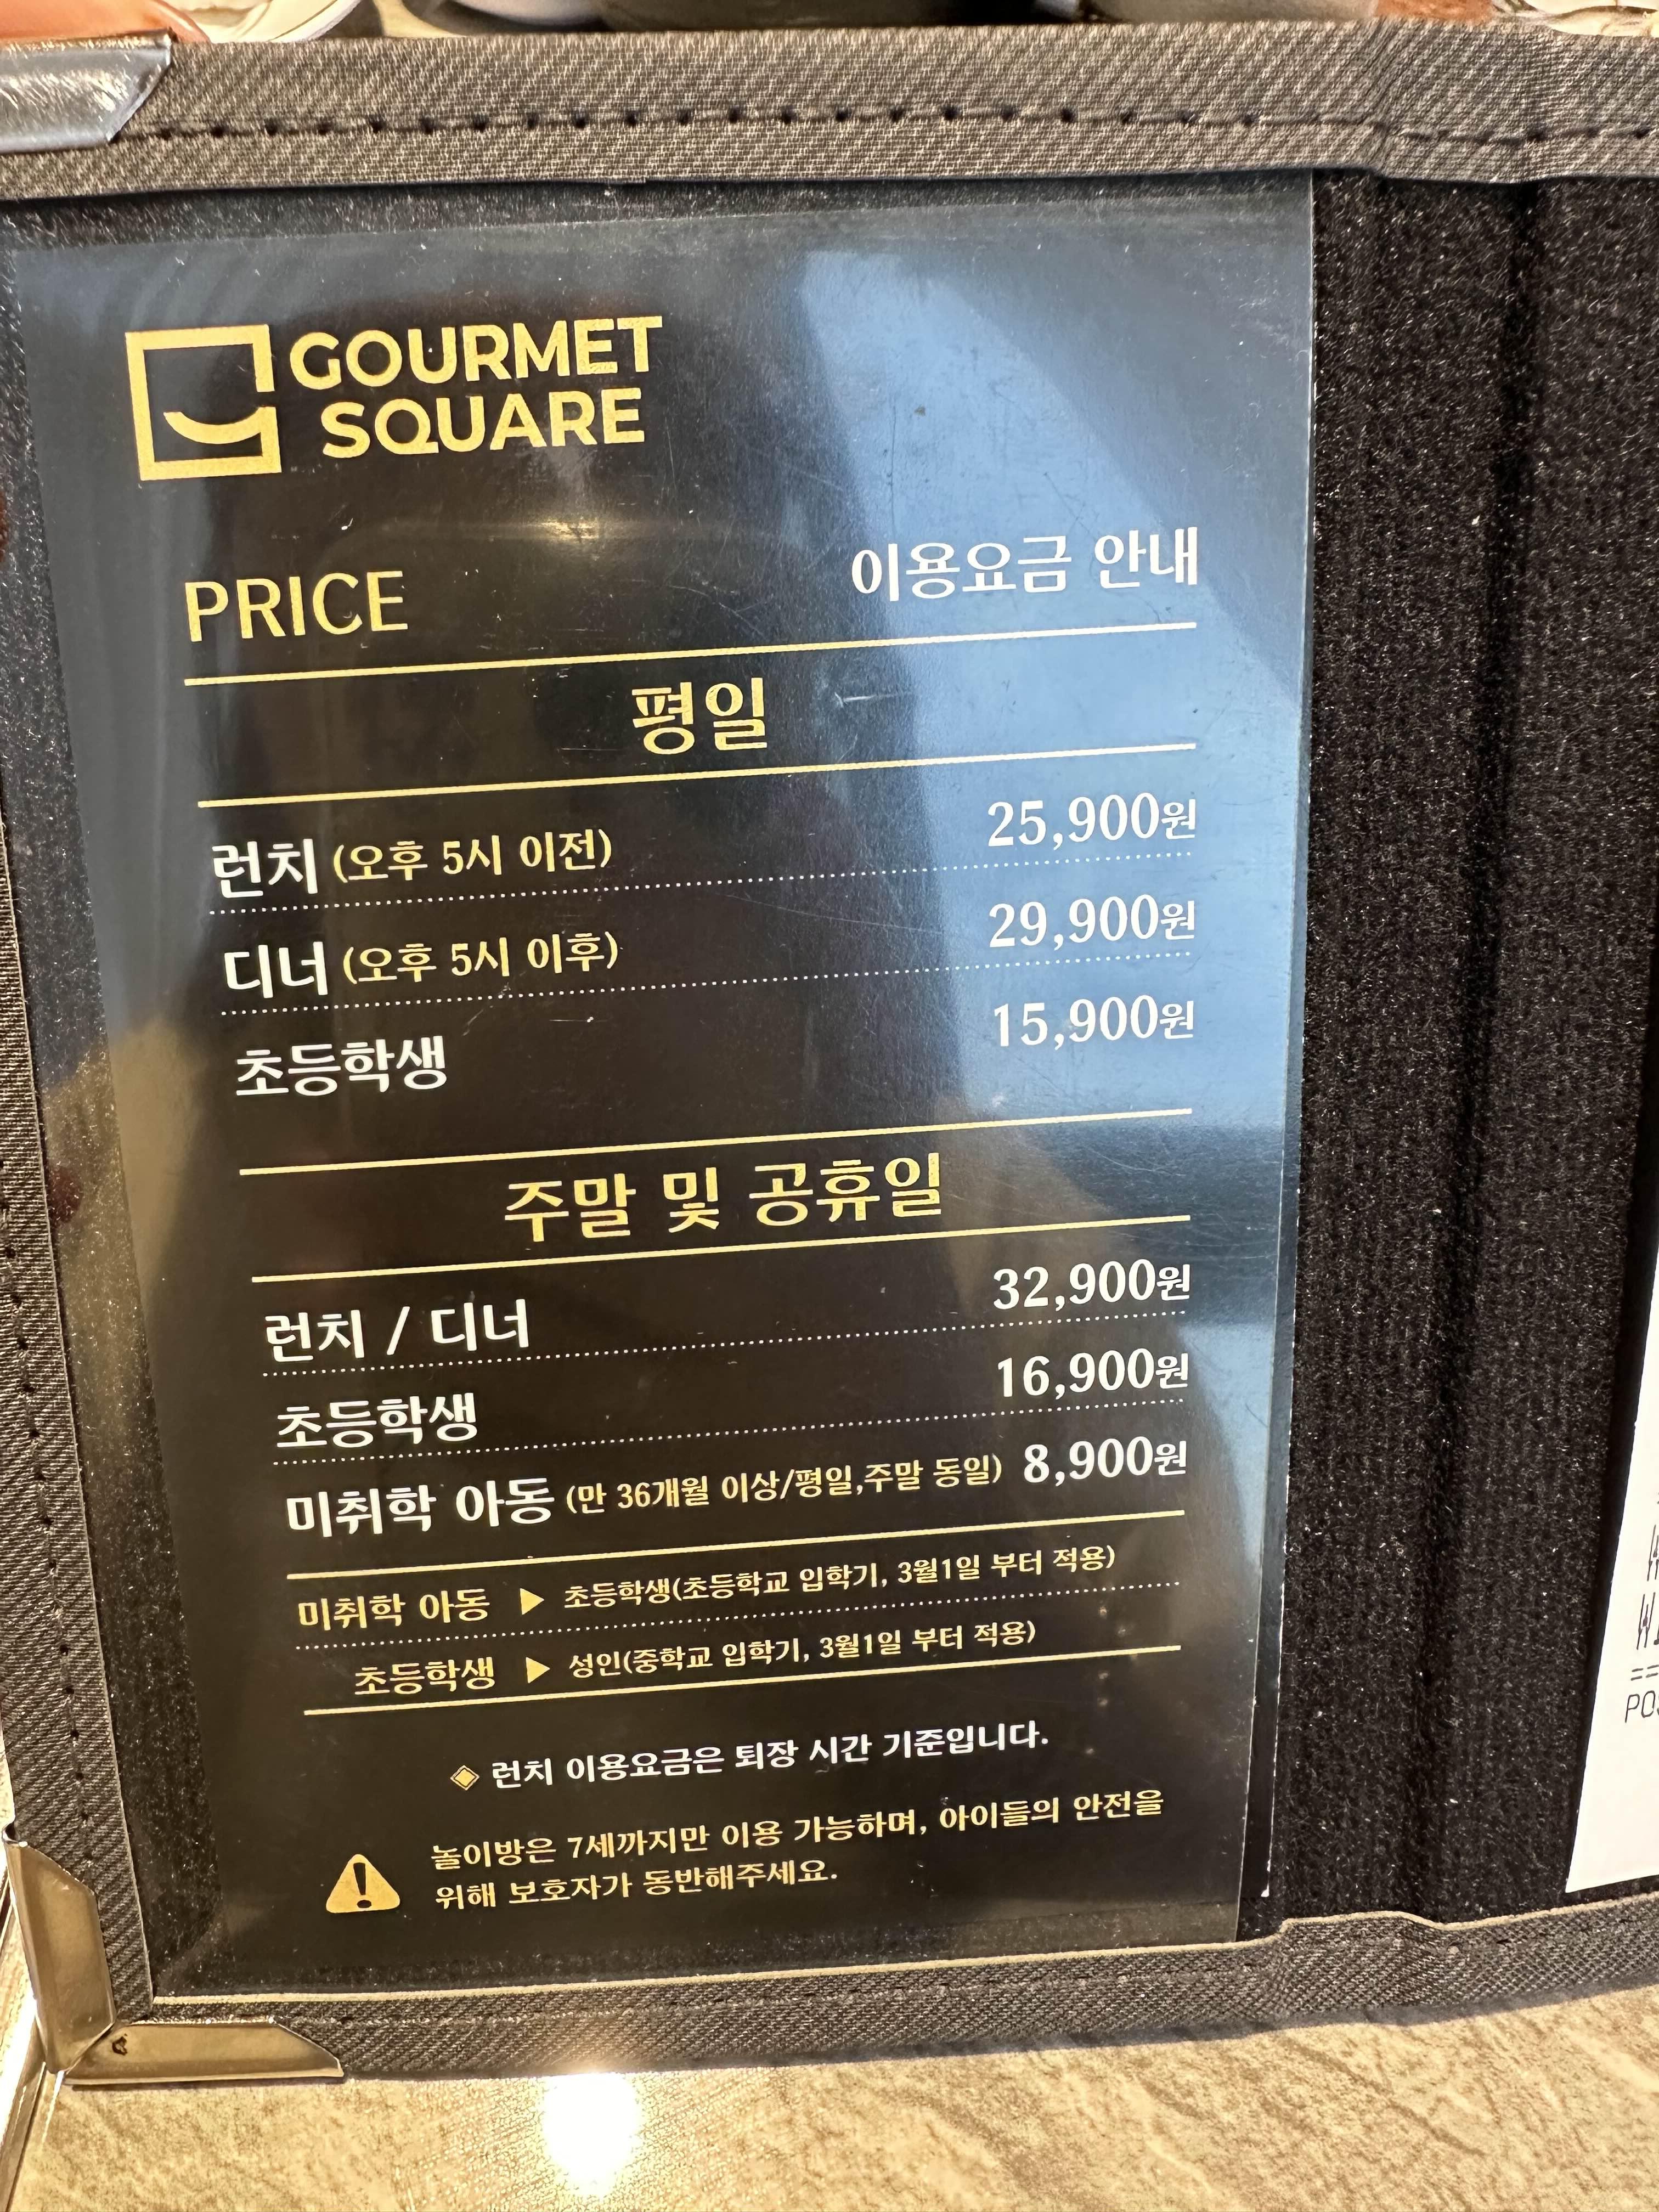 GOURMET
SQUARE
PRICE 이용요금 안내
평일
런치 (오후 5시 이전) 25,900원
디너 (오후 5시 이후) 29,900원
초등학생 15,900원
주말 및 공휴일
런치 / 디너 32,900원
초등학생 16,900원
미취학 아동 (만 36개월 이상/평일,주말 동일) 8,900원
미취학 아동 ▶ 초등학생(초등학교 입학기, 3월1일 부터 적용)
초등학생 ▶ 성인(중학교 입학기, 3월1일 부터 적용)
◈ 런치 이용요금은 퇴장 시간 기준입니다.
놀이방은 7세까지만 이용 가능하며, 아이들의 안전을
위해 보호자가 동반해주세요.